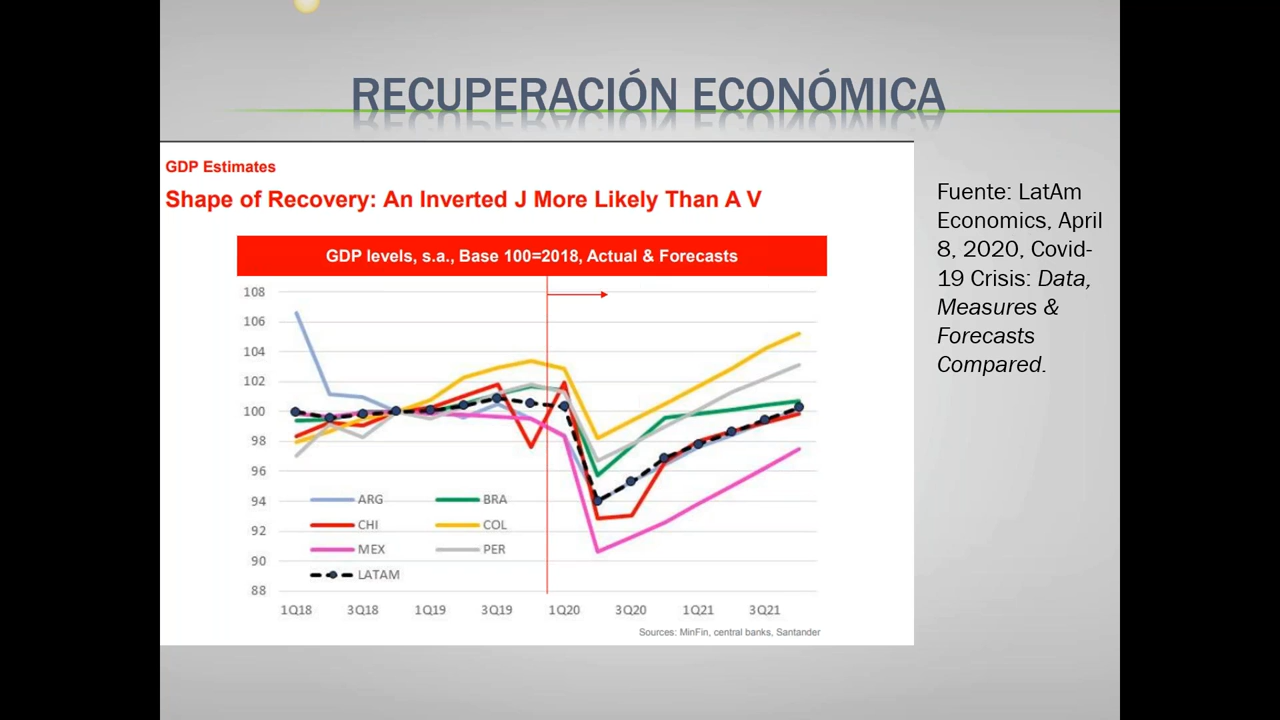 RECUPERACIÓN ECONÓMICA
GDP Estimates
Shape of Recovery: An Inverted J More Likely Than A V
GDP levels, s.a., Base 100=2018, Actual & Forecasts
108
106
104
102
100
98
96
94
92
90
88
ARG
BRA
CHI
COL
MEX
PER
LATAM
1Q18 3Q18 1Q19 3Q19 1Q20 3Q20 1Q21 3Q21
Sources: MinFin, central banks, Santander
Fuente: LatAm
Economics, April
8, 2020, Covid-
19 Crisis: Data,
Measures &
Forecasts
Compared.